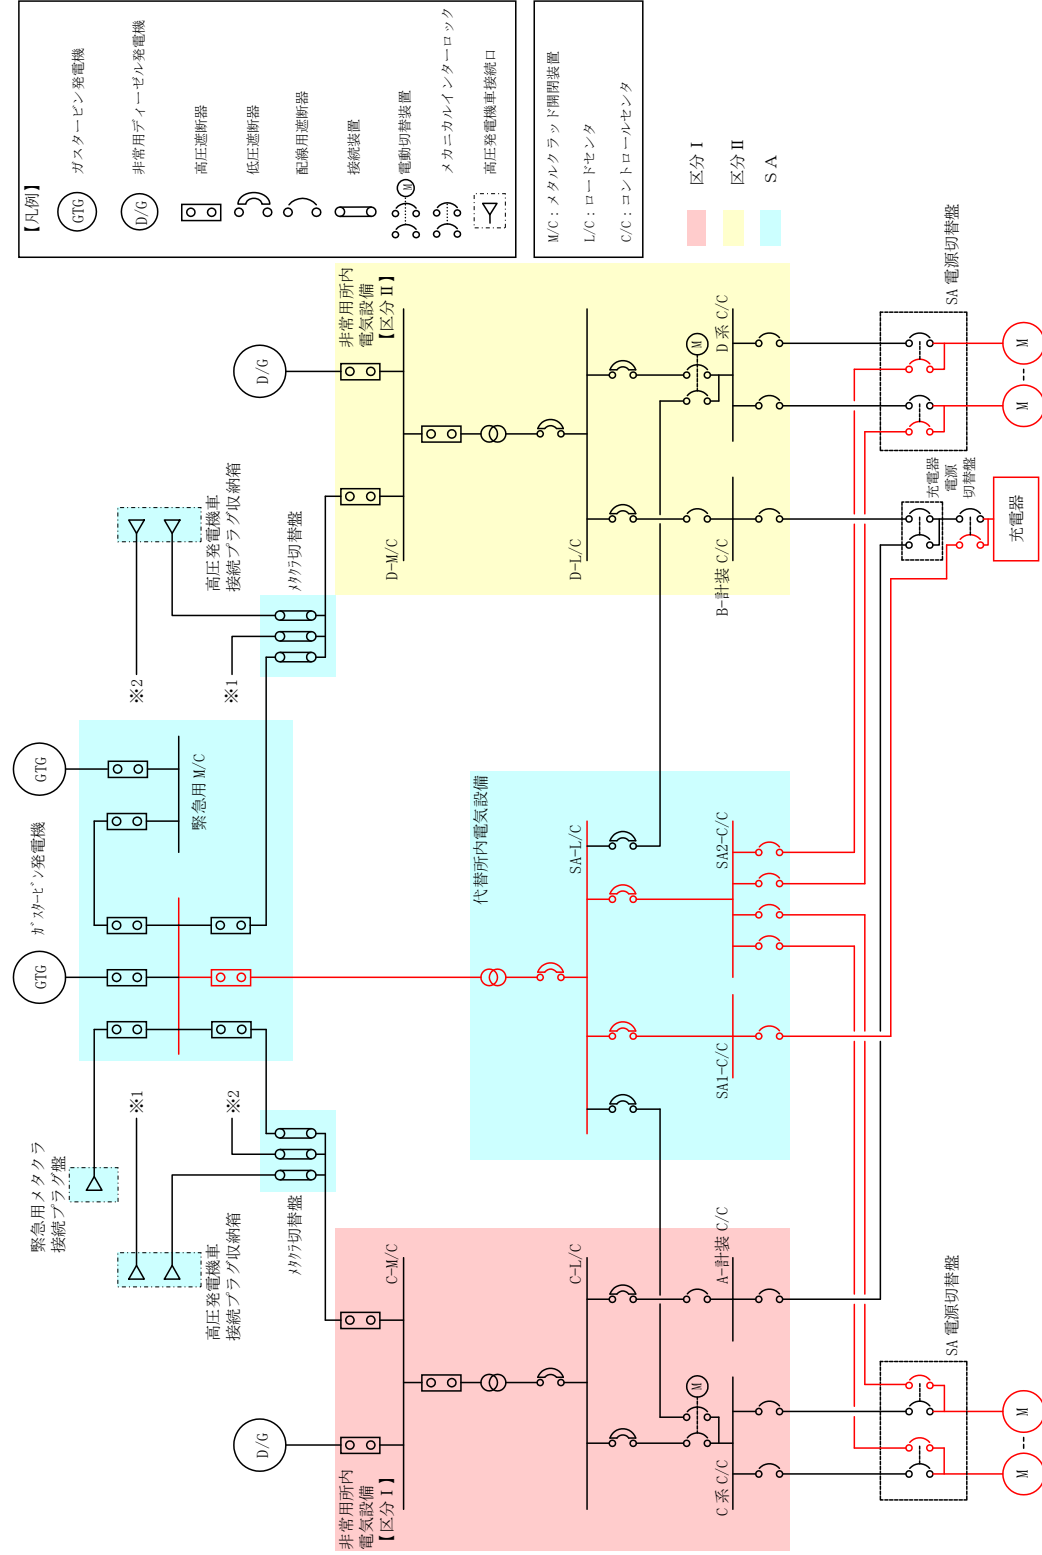 【凡例】
GTG
ガスタービン発電機
D/G
非常用ディーゼル発電機
高圧遮断器
低圧遮断器
配線用遮断器
接続装置
M
電動切替装置
メカニカルインターロック
高圧発電機車接続口
M/C：メタルクラッド開閉装置
L/C：ロードセンタ
C/C：コントロールセンタ
区分Ⅰ
区分Ⅱ
SA
緊急用メタクラ
接続プラグ盤
GTG
ガスタービン発電機
GTG
緊急用 M/C
高圧発電機車
接続プラグ収納箱
※1
※2
メタクラ切替盤
高圧発電機車
接続プラグ収納箱
※2
※1
メタクラ切替盤
D/G
非常用所内
電気設備
【区分Ⅰ】
C-M/C
C-L/C
M
C 系 C/C
A-計装 C/C
代替所内電気設備
SA-L/C
SA1-C/C
SA2-C/C
D/G
非常用所内
電気設備
【区分Ⅱ】
D-M/C
D-L/C
M
B-計装 C/C
D 系 C/C
SA 電源切替盤
M
M
充電器
電源
切替盤
充電器
SA 電源切替盤
M
M